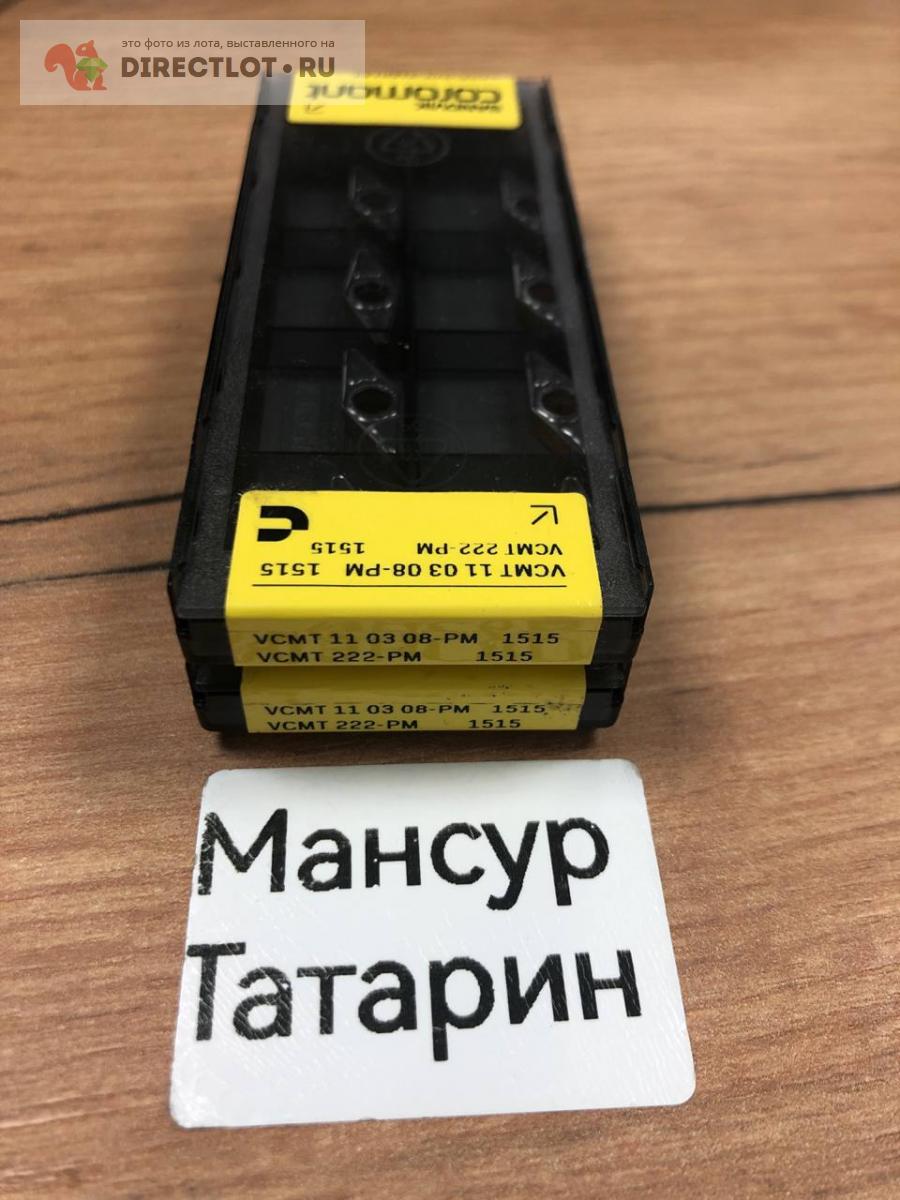 это фото из лота, выставленного на
DIRECTLOT.RU
SANDVIK
coromant
VCMT 222-PM 1515
VCMT 11 03 08-PM 1515
VCMT 11 03 08-PM 1515
VCMT 222-PM 1515
VCMT 11 03 08-PM 1515
VCMT 222-PM 1515
Мансур
Татарин